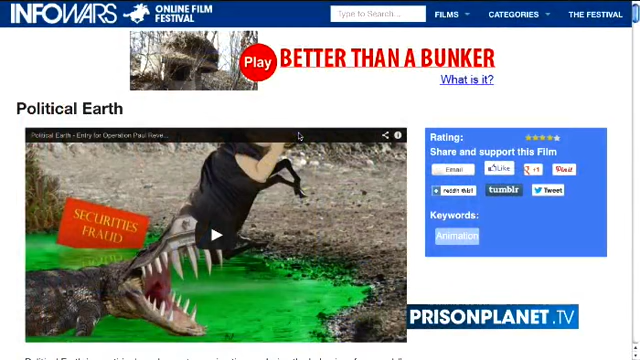 INFOWARS
ONLINE FILM
FESTIVAL
Type to Search...
FILMS
CATEGORIES
THE FESTIVAL
Play
BETTER THAN A BUNKER
What is it?
Political Earth
Political Earth - Entry for Operation Paul Reve...
SECURITIES
FRAUD
Rating:
Share and support this Film
Email
Like
+1
Pinit
reddit this!
tumblr
Tweet
Keywords:
Animation
PRISONPLANET.TV